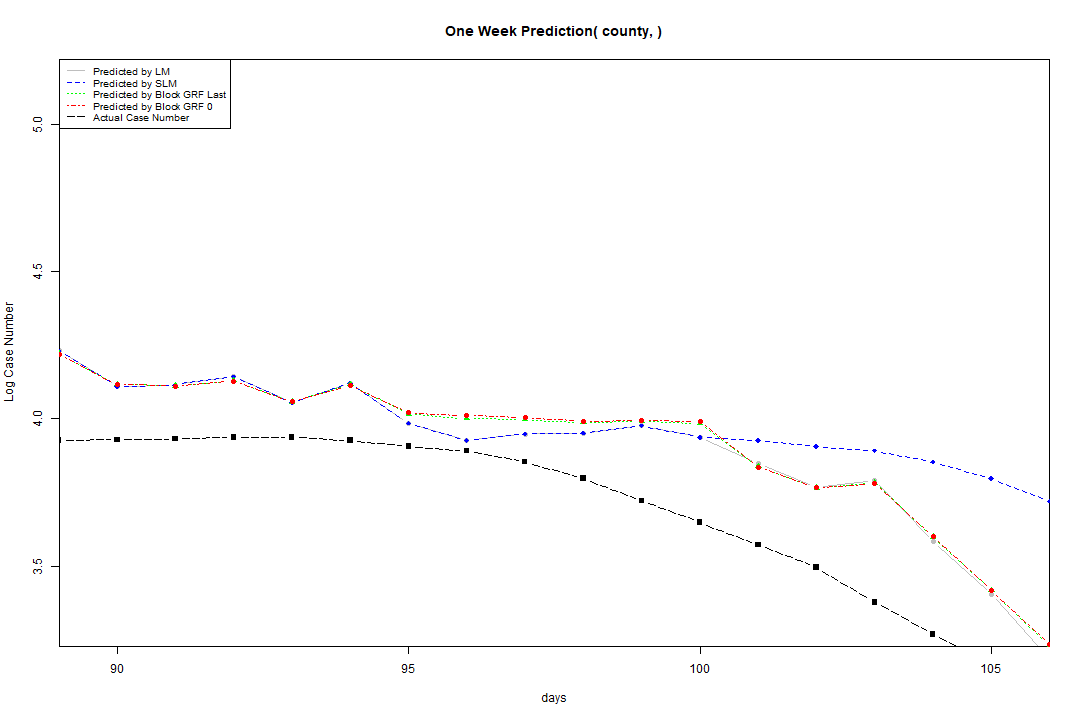 One Week Prediction( county, )
Predicted by LM
Predicted by SLM
Predicted by Block GRF Last
Predicted by Block GRF 0
Actual Case Number
5.0
4.5
4.0
3.5
Log Case Number
90
95
100
105
days